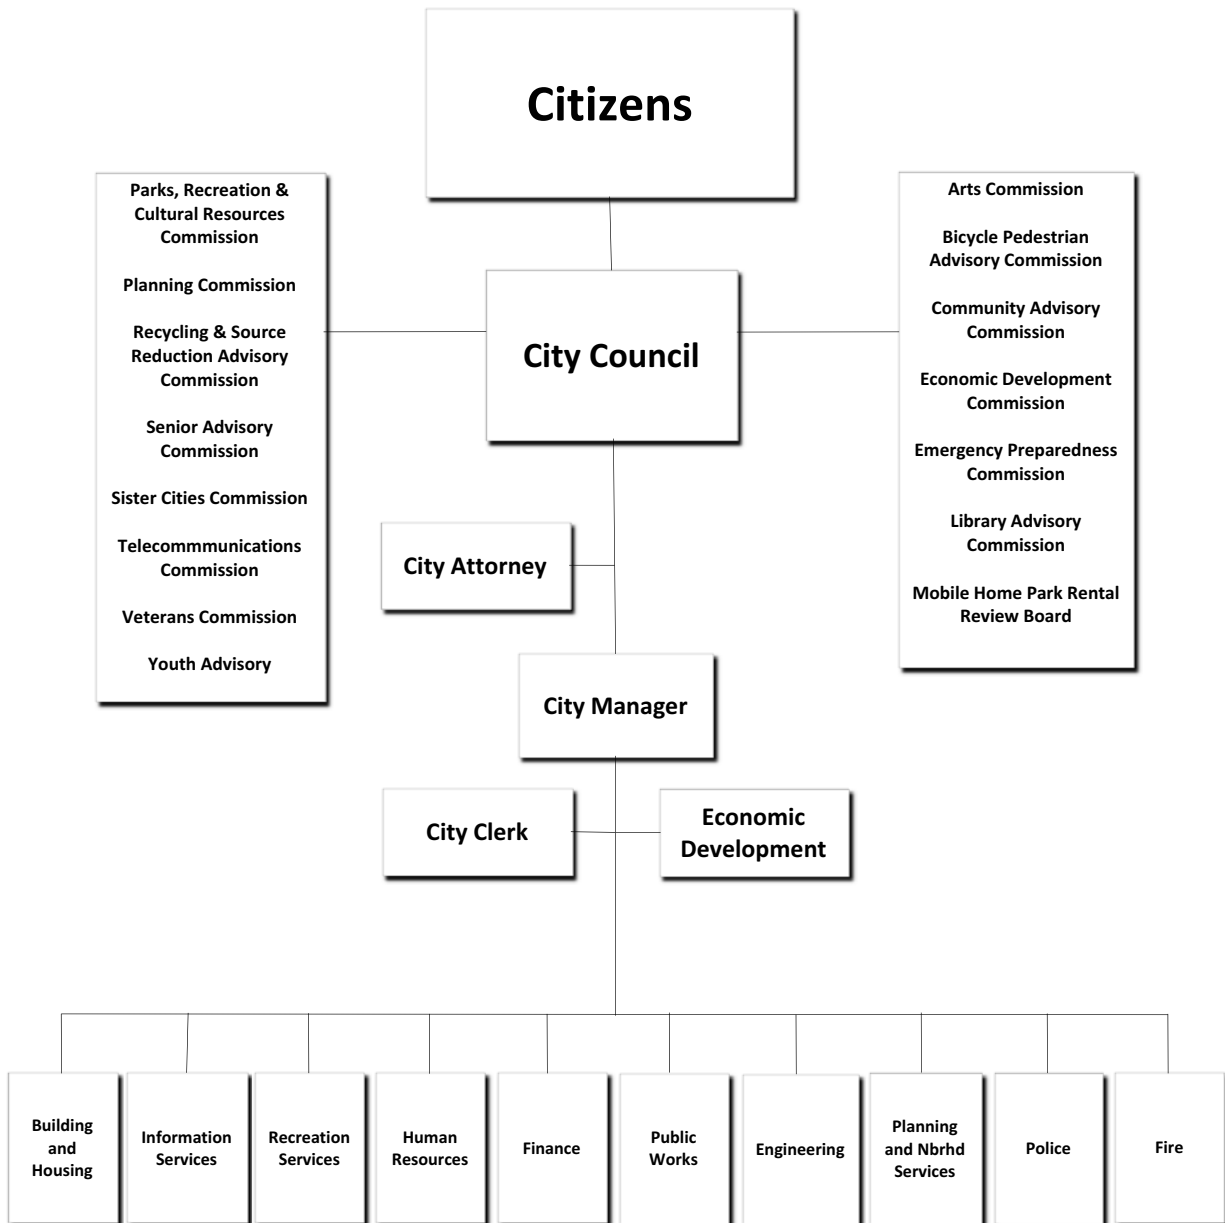 Citizens
Parks, Recreation &
Cultural Resources
Commission
Planning Commission
Recycling & Source
Reduction Advisory
Commission
Senior Advisory
Commission
Sister Cities Commission
Telecommmunications
Commission
Veterans Commission
Youth Advisory
City Council
Arts Commission
Bicycle Pedestrian
Advisory Commission
Community Advisory
Commission
Economic Development
Commission
Emergency Preparedness
Commission
Library Advisory
Commission
Mobile Home Park Rental
Review Board
City Attorney
City Manager
City Clerk
Economic
Development
Building
and
Housing
Information
Services
Recreation
Services
Human
Resources
Finance
Public
Works
Engineering
Planning
and Nbrhd
Services
Police
Fire